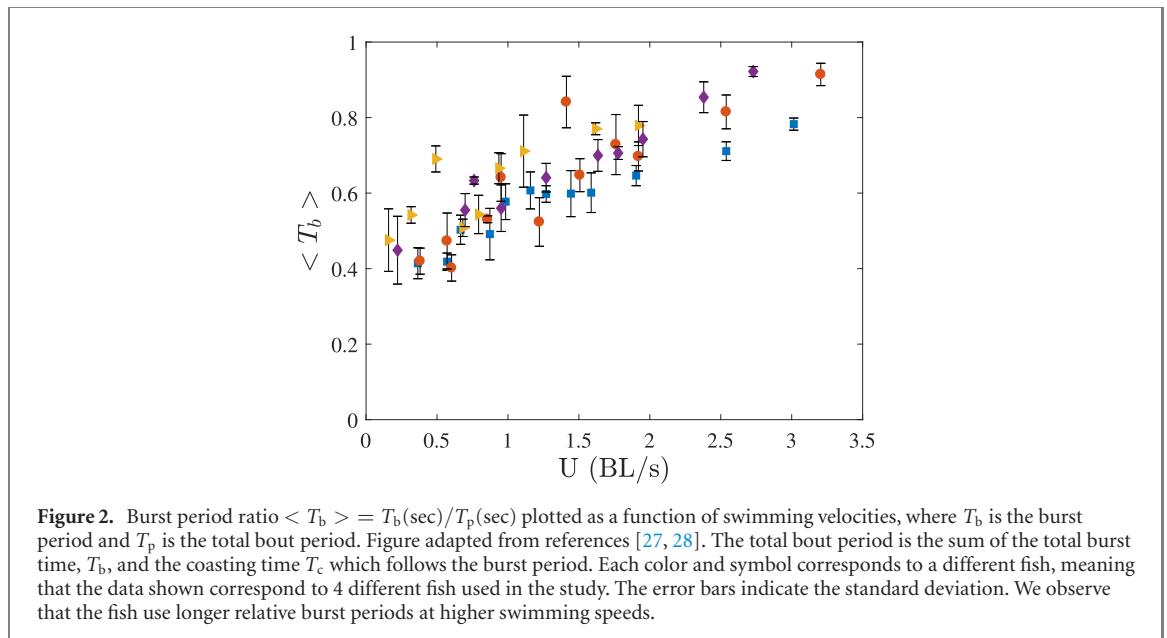 1
0.8
0.6
0.4
0.2
0
< T_b >
0 0.5 1 1.5 2 2.5 3 3.5
U (BL/s)
Figure 2. Burst period ratio < T_b > = T_b(sec)/T_p(sec) plotted as a function of swimming velocities, where T_b is the burst
period and T_p is the total bout period. Figure adapted from references [27, 28]. The total bout period is the sum of the total burst
time, T_b, and the coasting time T_c which follows the burst period. Each color and symbol corresponds to a different fish, meaning
that the data shown correspond to 4 different fish used in the study. The error bars indicate the standard deviation. We observe
that the fish use longer relative burst periods at higher swimming speeds.